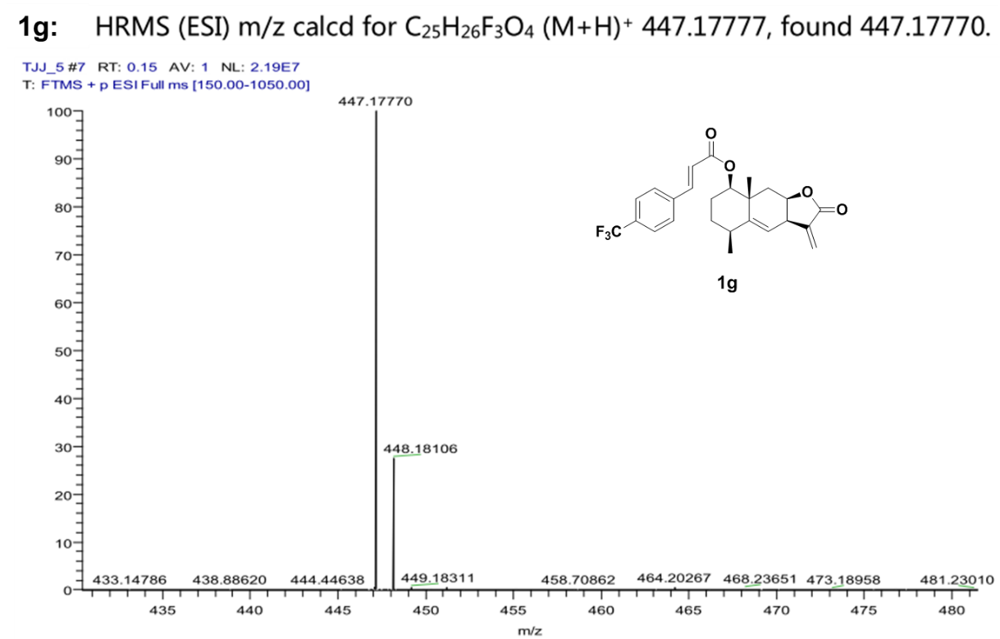 1g: HRMS (ESI) m/z calcd for C₂₅H₂₆F₃O₄ (M+H)⁺ 447.17777, found 447.17770.
TJJ_5 #7 RT: 0.15 AV: 1 NL: 2.19E7
T: FTMS + p ESI Full ms [150.00-1050.00]
447.17770
100
90
80
70
60
50
40
30
20
10
0
O
O
O
O
F₃C
1g
448.18106
433.14786 438.88620 444.44638 449.18311 458.70862 464.20267 468.23651 473.18958 481.23010
435 440 445 450 455 460 465 470 475 480
m/z